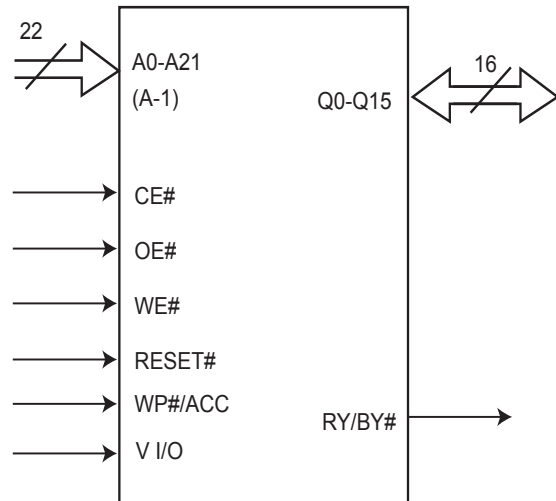 22
A0-A21
(A-1)
16
Q0-Q15
CE#
OE#
WE#
RESET#
WP#/ACC
RY/BY#
V I/O